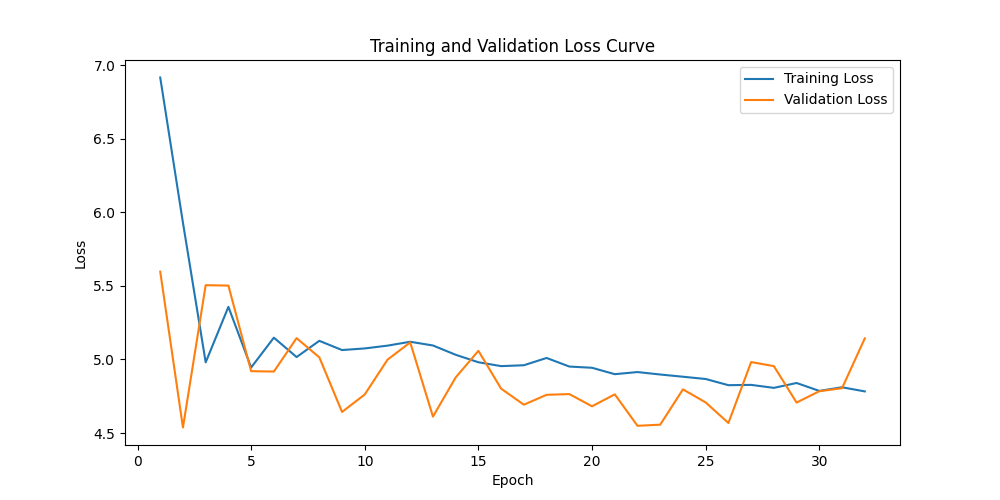 Training and Validation Loss Curve
Training Loss
Validation Loss
7.0
6.5
6.0
5.5
5.0
4.5
Loss
0 5 10 15 20 25 30
Epoch